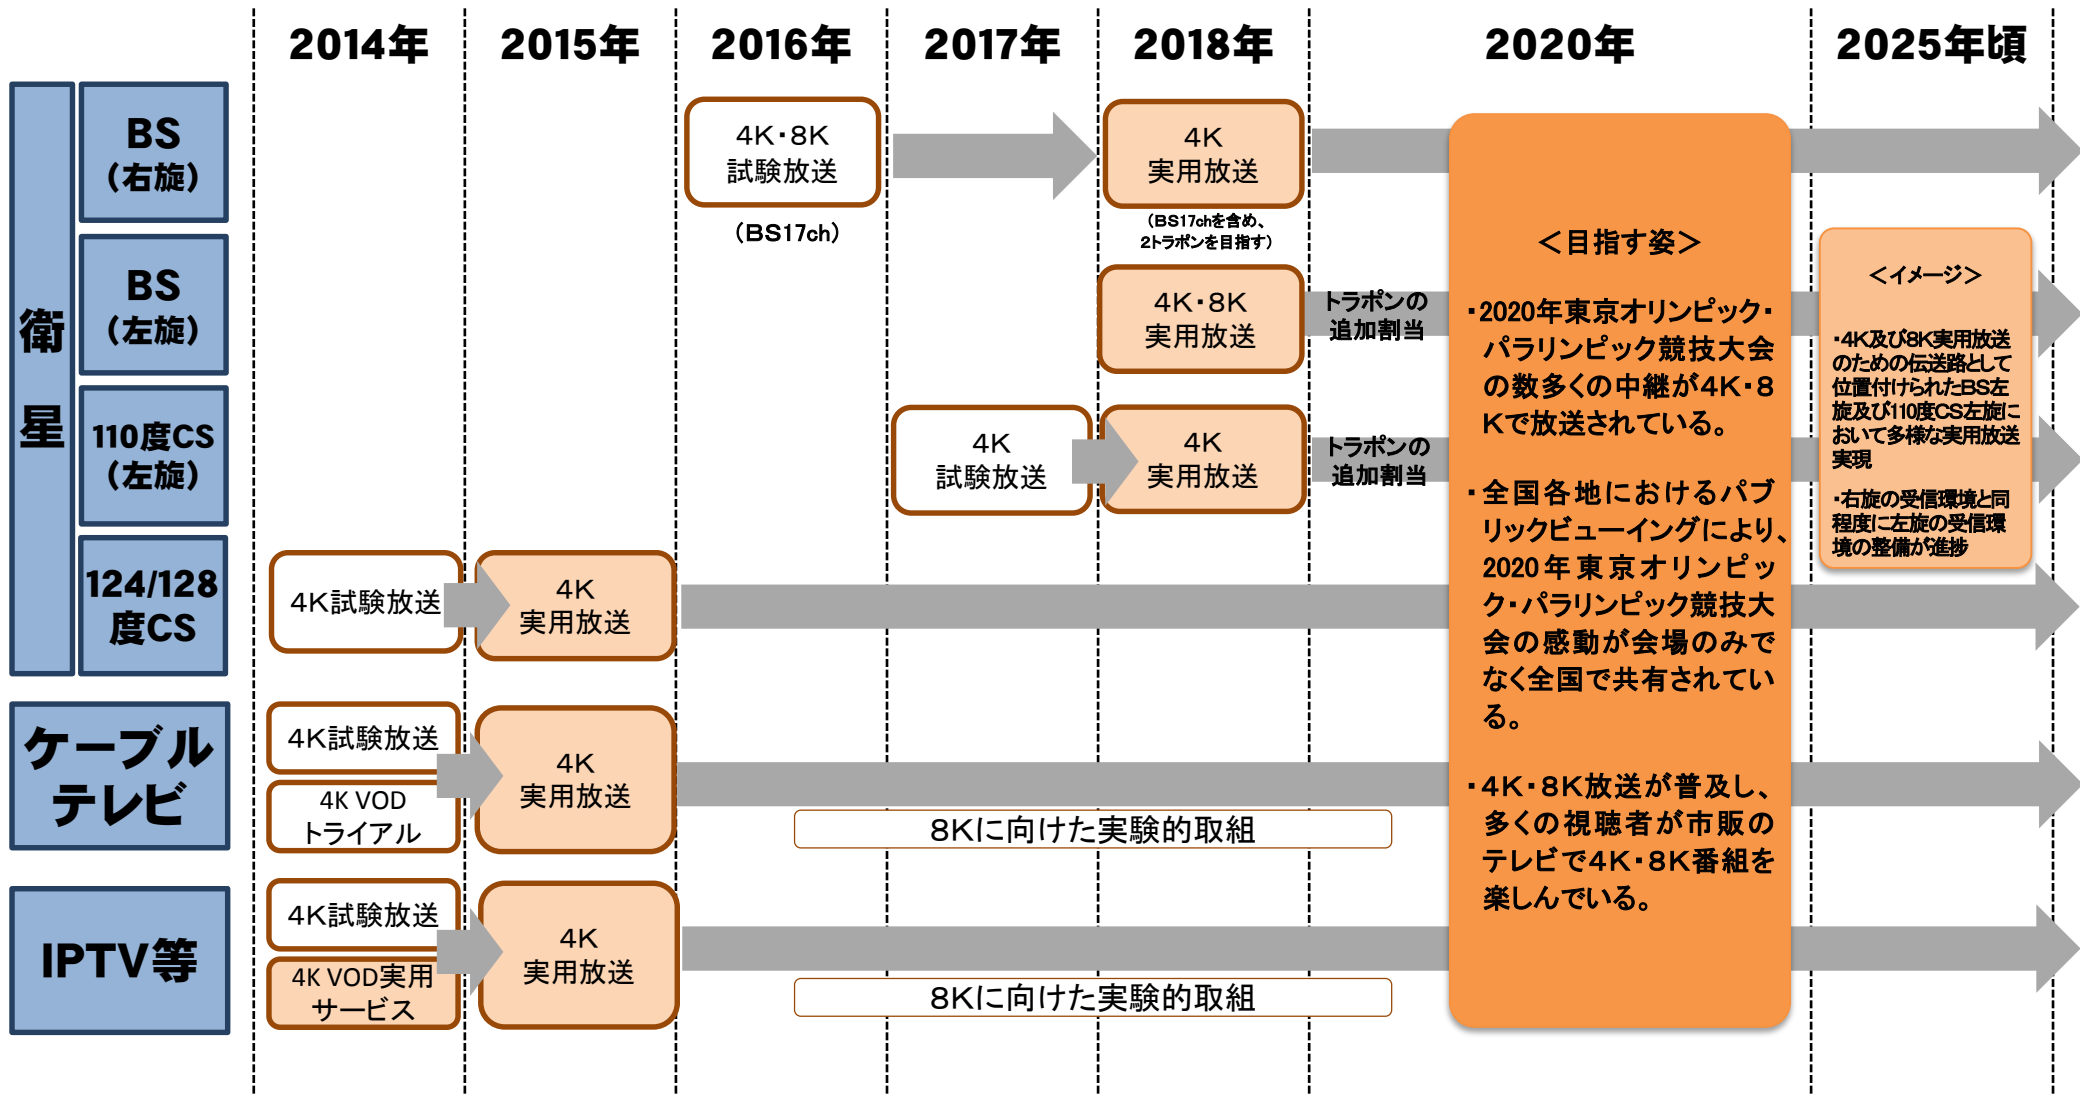 2014年
2015年
2016年
2017年
2018年
2020年
2025年頃
衛
星
BS
（右旋）
4K・8K
試験放送
（BS17ch）
4K
実用放送
（BS17chを含め、
2トラポンを目指す）
BS
（左旋）
4K・8K
実用放送
トラポンの
追加割当
110度CS
（左旋）
4K
試験放送
4K
実用放送
トラポンの
追加割当
124/128
度CS
4K試験放送
4K
実用放送
ケーブル
テレビ
4K試験放送
4K VOD
トライアル
4K
実用放送
8Kに向けた実験的取組
IPTV等
4K試験放送
4K VOD実用
サービス
4K
実用放送
8Kに向けた実験的取組
＜目指す姿＞
・2020年東京オリンピック・
パラリンピック競技大会
の数多くの中継が4K・8
Kで放送されている。
・全国各地におけるパブ
リックビューイングにより、
2020年東京オリンピッ
ク・パラリンピック競技大
会の感動が会場のみで
なく全国で共有されてい
る。
・4K・8K放送が普及し、
多くの視聴者が市販の
テレビで4K・8K番組を
楽しんでいる。
＜イメージ＞
・4K及び8K実用放送
のための伝送路として
位置付けられたBS左
旋及び110度CS左旋に
おいて多様な実用放送
実現
・右旋の受信環境と同
程度に左旋の受信環
境の整備が進捗